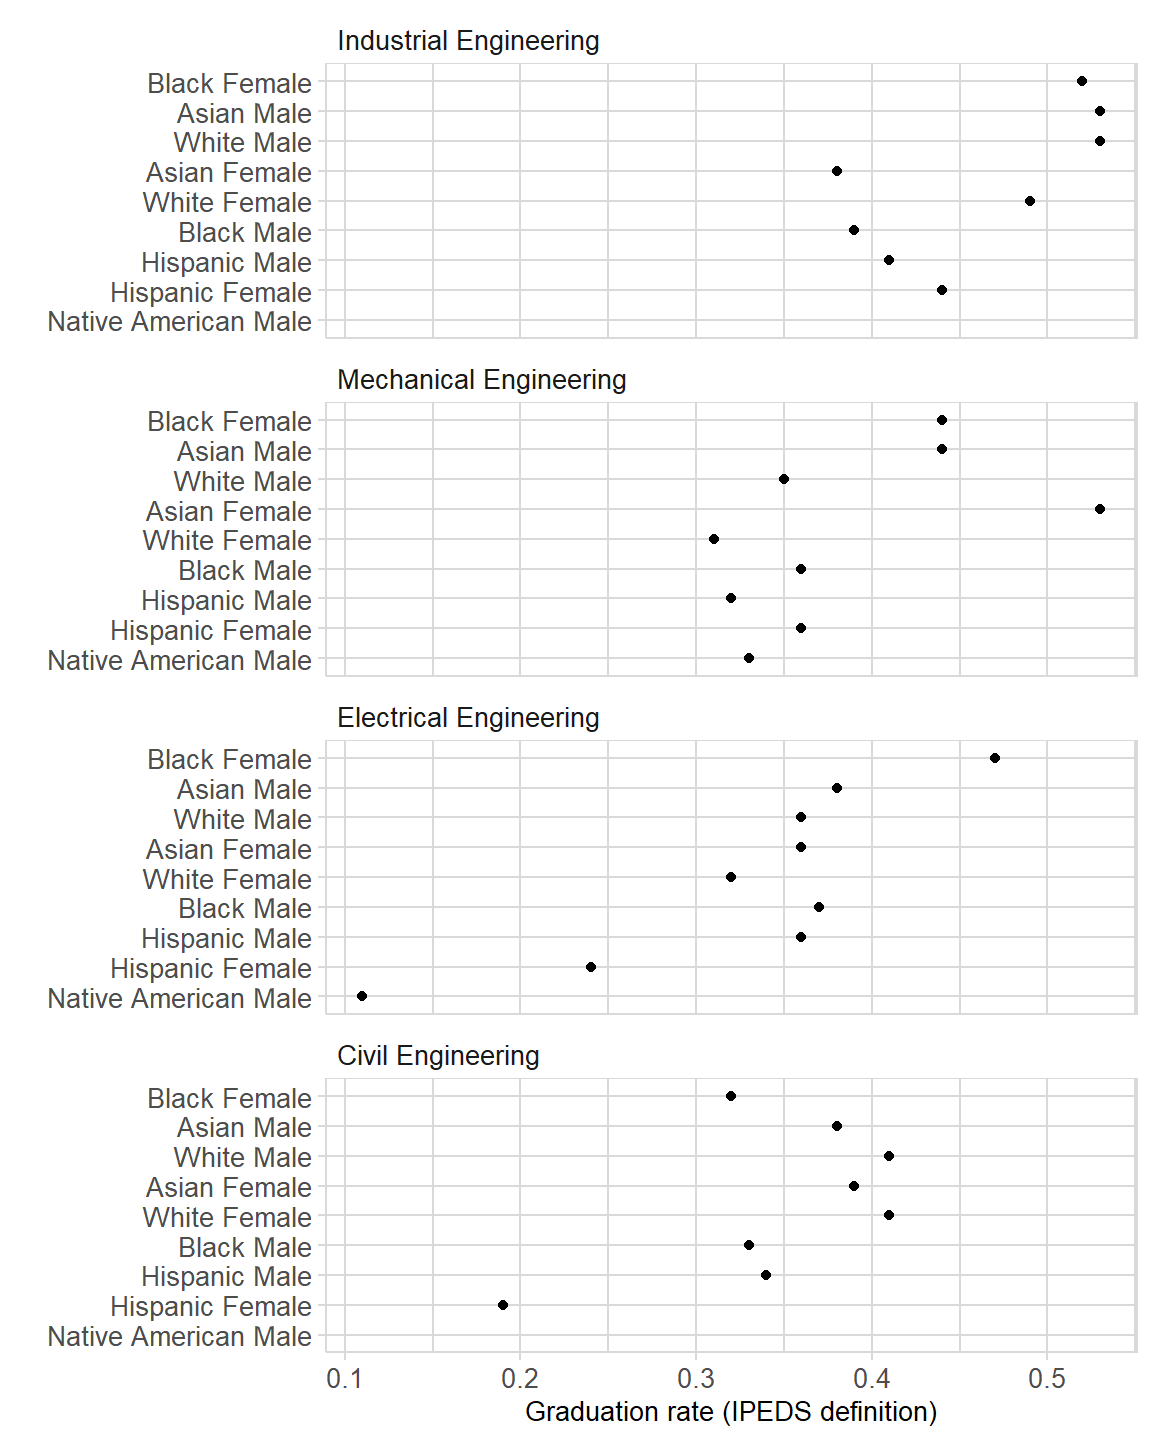 Industrial Engineering
Black Female
Asian Male
White Male
Asian Female
White Female
Black Male
Hispanic Male
Hispanic Female
Native American Male
Mechanical Engineering
Black Female
Asian Male
White Male
Asian Female
White Female
Black Male
Hispanic Male
Hispanic Female
Native American Male
Electrical Engineering
Black Female
Asian Male
White Male
Asian Female
White Female
Black Male
Hispanic Male
Hispanic Female
Native American Male
Civil Engineering
Black Female
Asian Male
White Male
Asian Female
White Female
Black Male
Hispanic Male
Hispanic Female
Native American Male
0.1 0.2 0.3 0.4 0.5
Graduation rate (IPEDS definition)